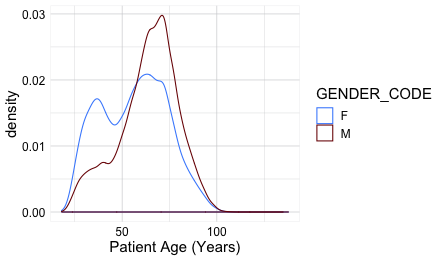 0.03
0.02
0.01
0.00
density
50
100
Patient Age (Years)
GENDER_CODE
F
M